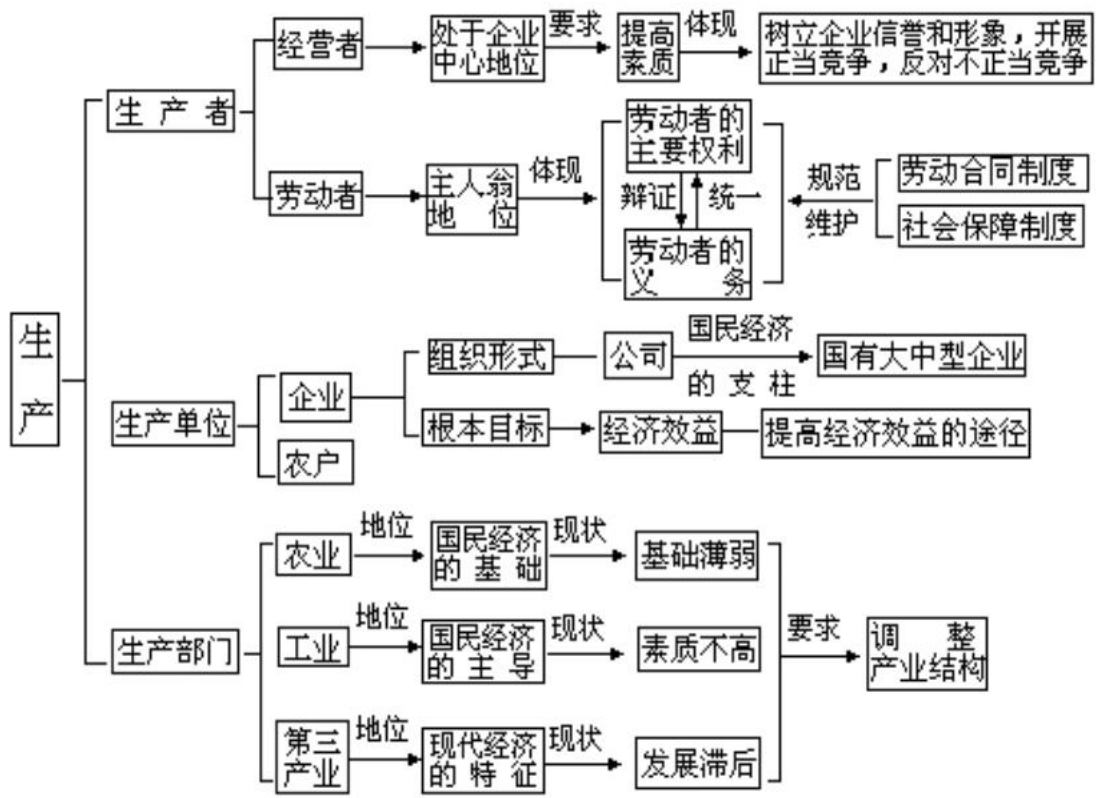 生产
生产者
经营者
处于企业
中心地位
要求
提高
素质
体现
树立企业信誉和形象，开展
正当竞争，反对不正当竞争
劳动者
主人翁
地位
体现
劳动者的
主要权利
辩证 统一
劳动者的
义务
规范
维护
劳动合同制度
社会保障制度
生产单位
企业
组织形式
公司
国民经济
的支柱
国有大中型企业
根本目标
经济效益
提高经济效益的途径
农户
生产部门
农业
地位
国民经济
的基础
现状
基础薄弱
工业
地位
国民经济
的主导
现状
素质不高
第三
产业
地位
现代经济
的特征
现状
发展滞后
要求
调整
产业结构